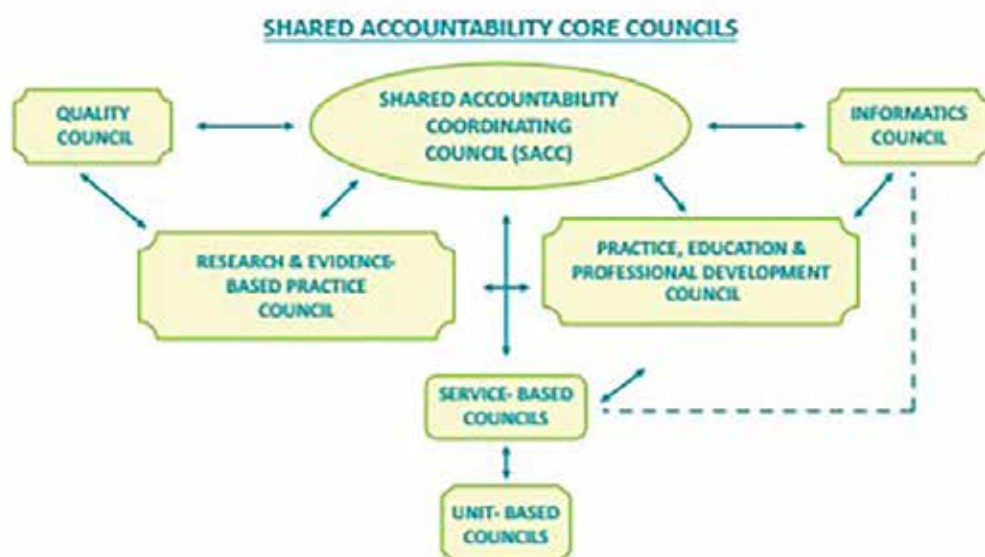 SHARED ACCOUNTABILITY CORE COUNCILS
QUALITY
COUNCIL
SHARED ACCOUNTABILITY
COORDINATING
COUNCIL (SACC)
INFORMATICS
COUNCIL
RESEARCH & EVIDENCE-
BASED PRACTICE
COUNCIL
PRACTICE, EDUCATION &
PROFESSIONAL DEVELOPMENT
COUNCIL
SERVICE- BASED
COUNCILS
UNIT- BASED
COUNCILS